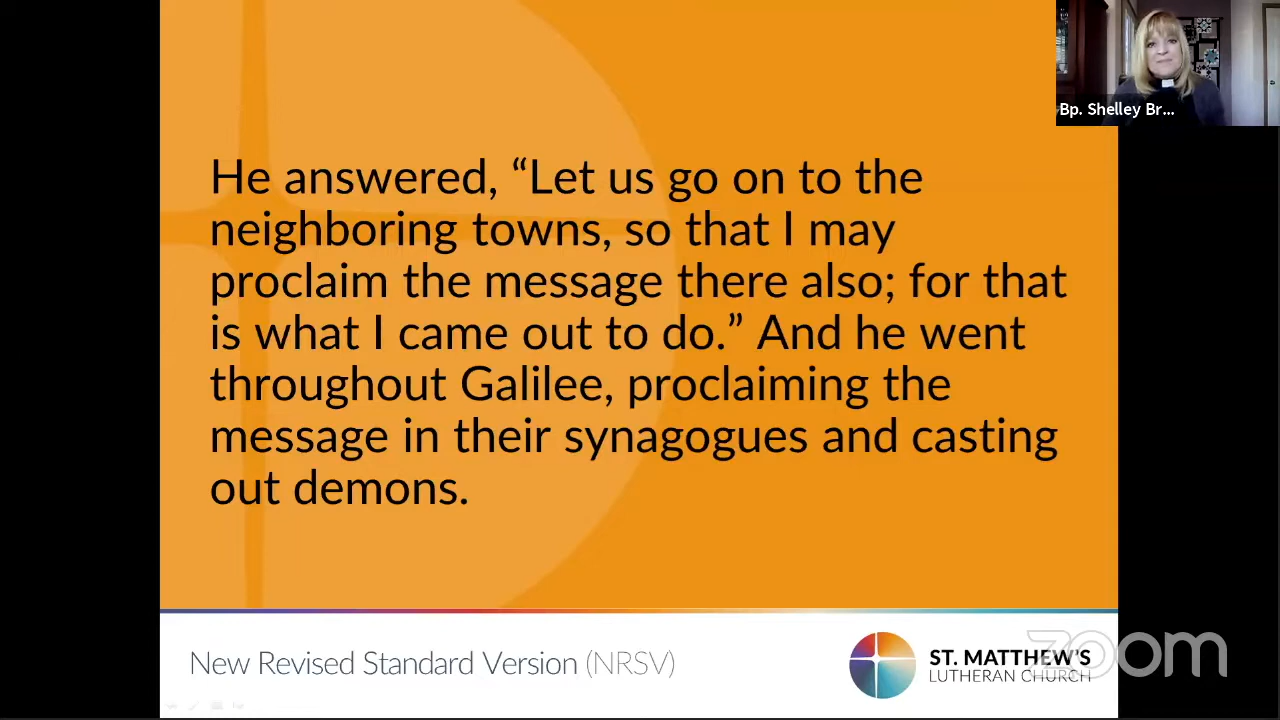 Bp. Shelley Br...
He answered, “Let us go on to the
neighboring towns, so that I may
proclaim the message there also; for that
is what I came out to do.” And he went
throughout Galilee, proclaiming the
message in their synagogues and casting
out demons.
New Revised Standard Version (NRSV)
ST. MATTHEW'S
LUTHERAN CHURCH
zoom